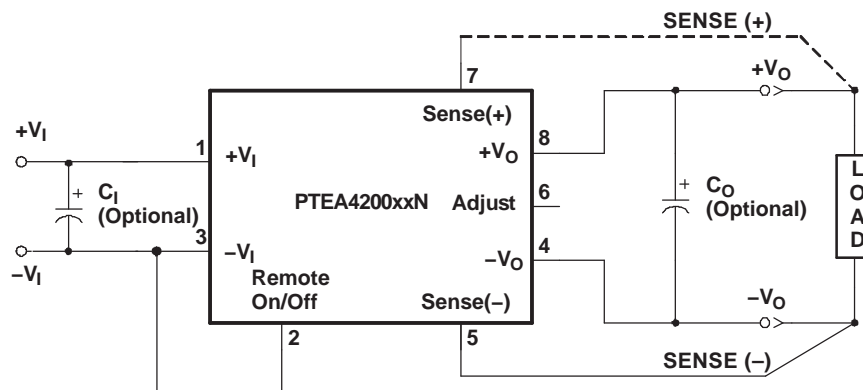 SENSE (+)
7
+VO
Sense(+)
8
+VI
1
+VI
+VO
+
CI
(Optional)
PTEA4200xxN
Adjust
6
+
CO
(Optional)
LOAD
3
–VI
4
–VO
–VI
Remote
On/Off
Sense(–)
–VO
2
5
SENSE (–)